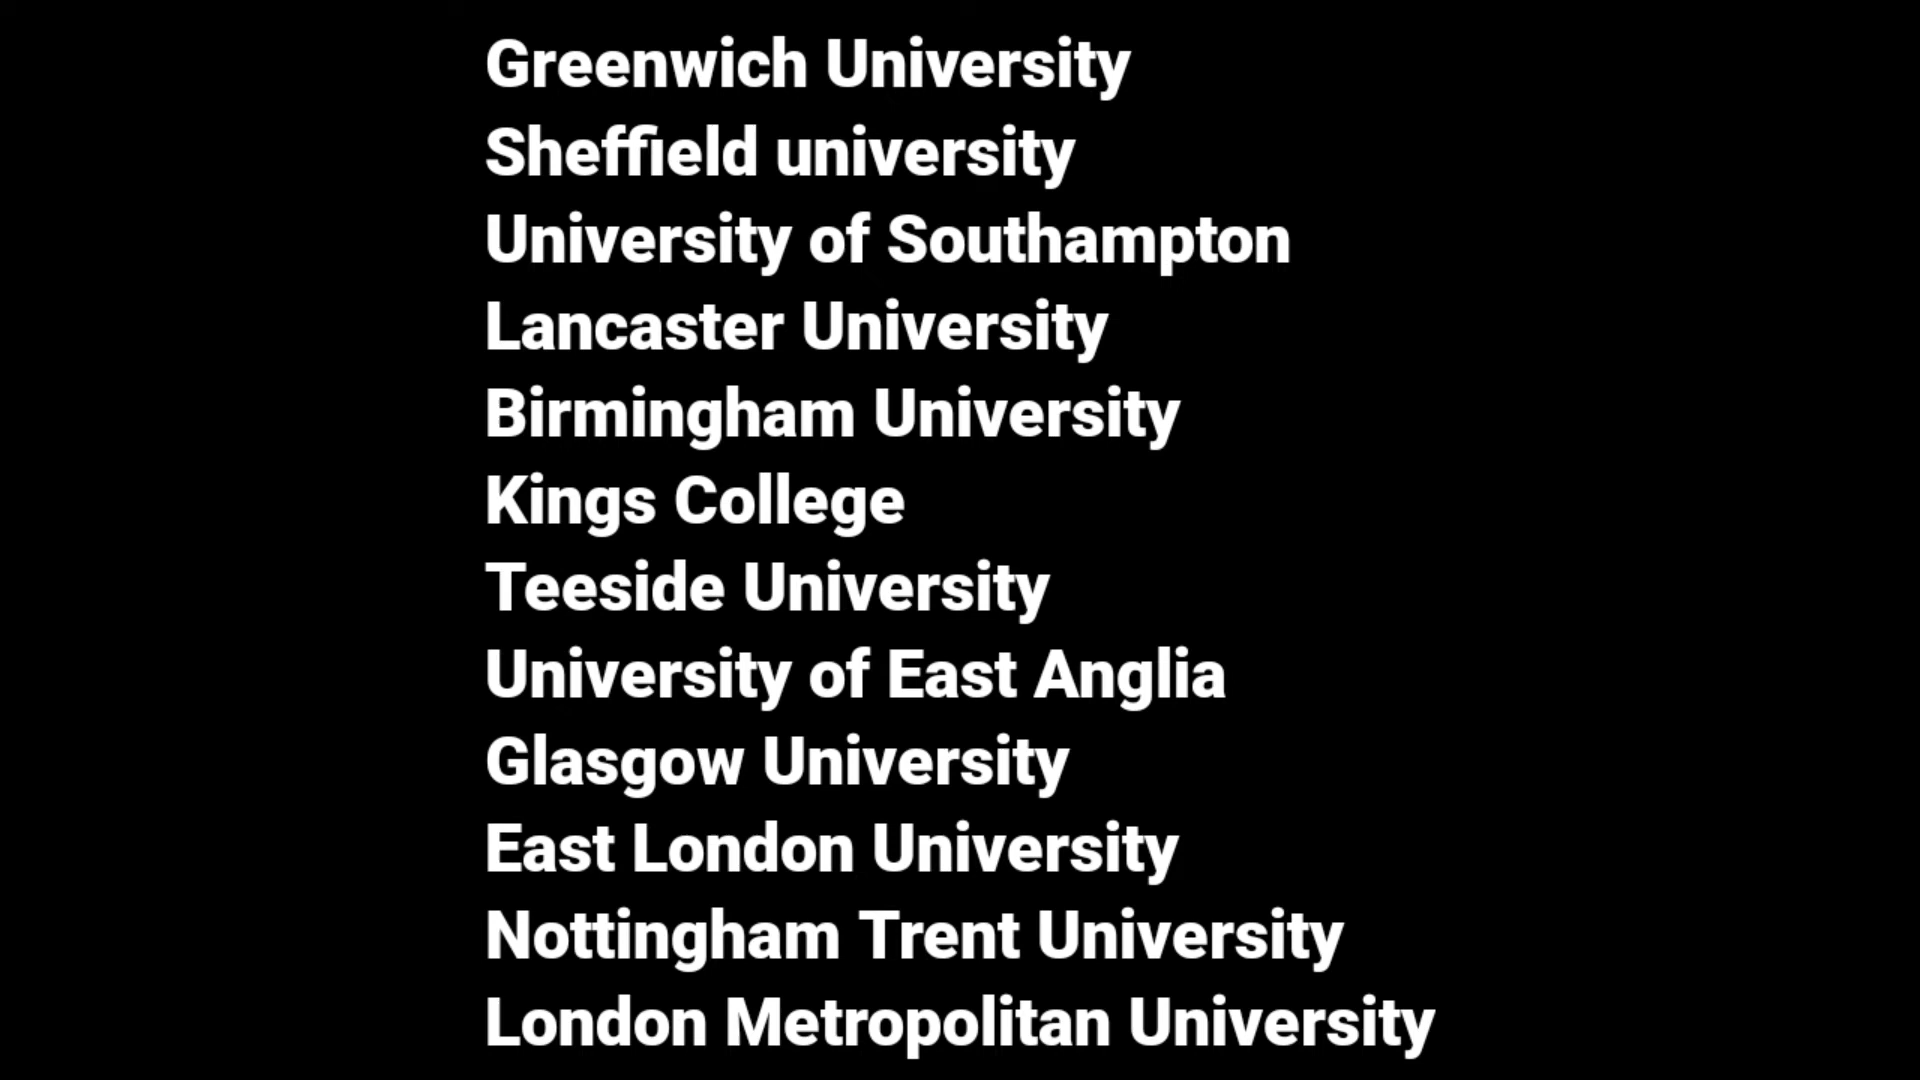 Greenwich University
Sheffield university
University of Southampton
Lancaster University
Birmingham University
Kings College
Teeside University
University of East Anglia
Glasgow University
East London University
Nottingham Trent University
London Metropolitan University